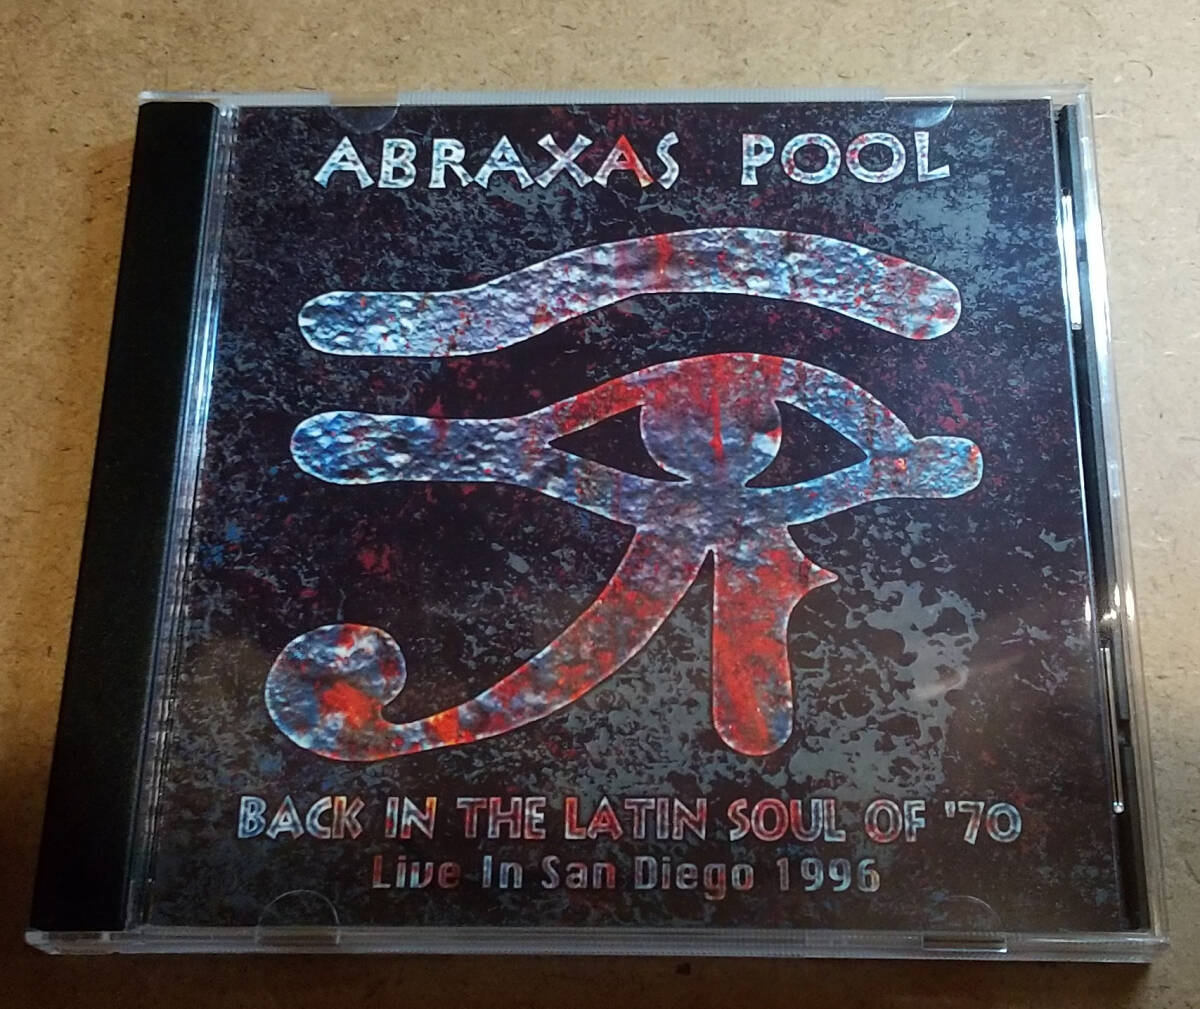 ABRAXAS POOL
BACK IN THE LATIN SOUL OF '70
Live In San Diego 1996